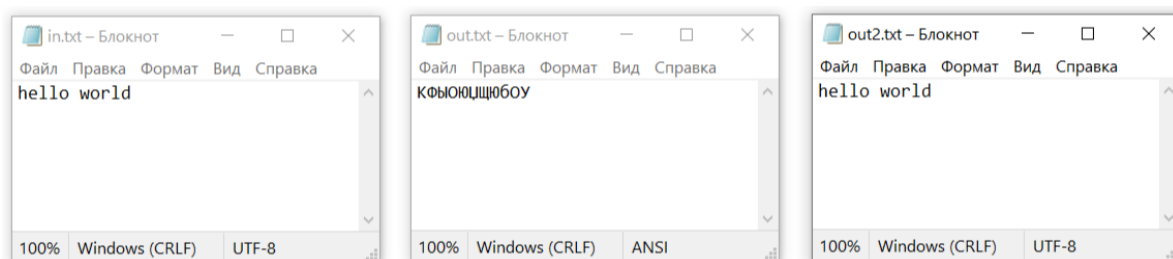 in.txt – Блокнот
Файл Правка Формат Вид Справка
hello world
100% Windows (CRLF) UTF-8
out.txt – Блокнот
Файл Правка Формат Вид Справка
КФЫОЮЏЩЮбОУ
100% Windows (CRLF) ANSI
out2.txt – Блокнот
Файл Правка Формат Вид Справка
hello world
100% Windows (CRLF) UTF-8